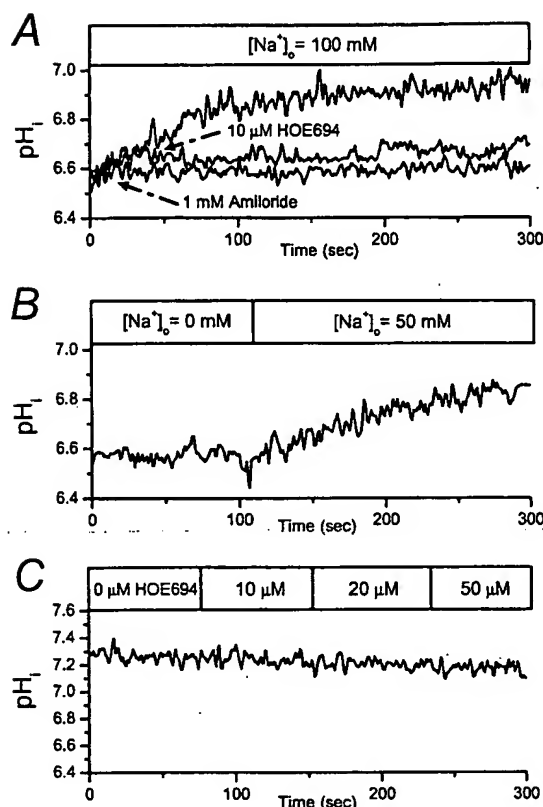 A
[Na⁺]ₒ = 100 mM
pHᵢ
7.0
6.8
6.6
6.4
10 µM HOE694
1 mM Amiloride
0
100
200
300
Time (sec)
B
[Na⁺]ₒ= 0 mM
[Na⁺]ₒ= 50 mM
pHᵢ
7.0
6.8
6.6
6.4
0
100
200
300
Time (sec)
C
0 µM HOE694
10 µM
20 µM
50 µM
pHᵢ
7.6
7.4
7.2
7.0
6.8
6.6
6.4
0
100
200
300
Time (sec)